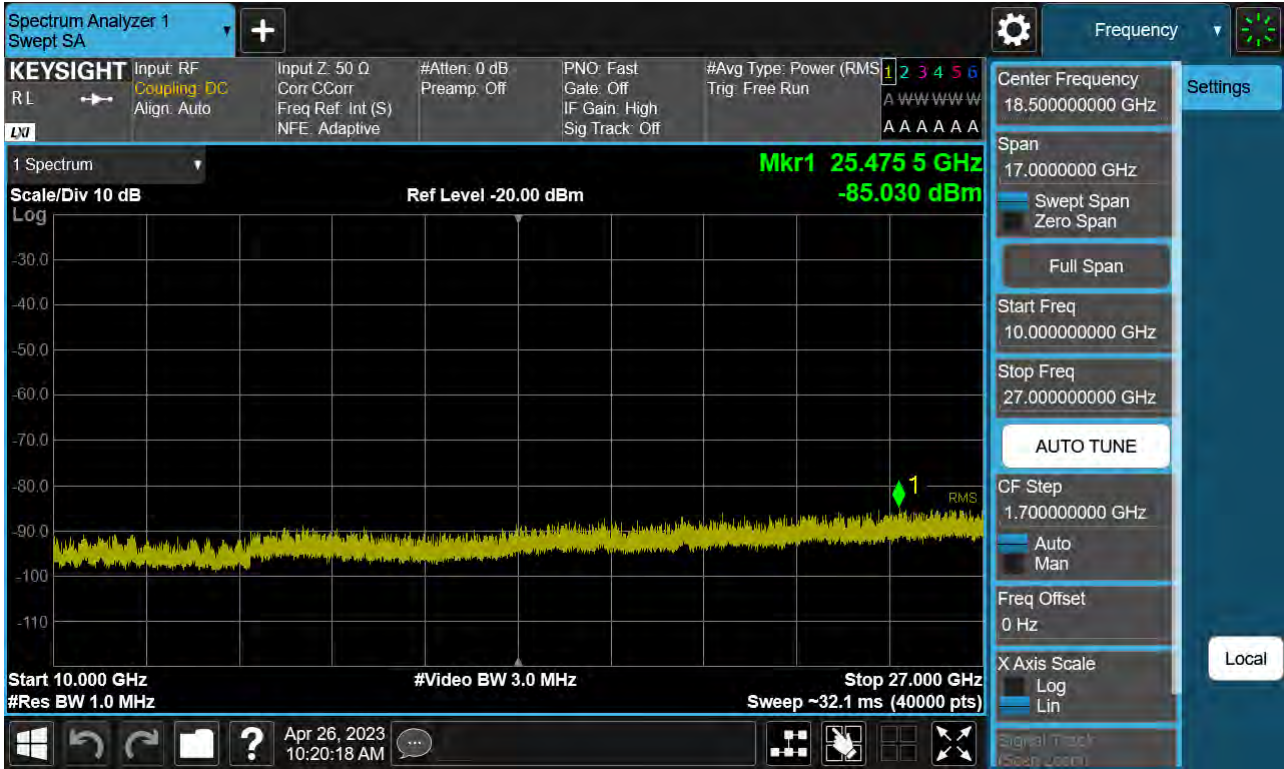 Spectrum Analyzer 1
Swept SA
Frequency
KEYSIGHT
R L
LXI
Input: RF
Coupling: DC
Align: Auto
Input Z: 50 Ω
Corr CCorr
Freq Ref: Int (S)
NFE: Adaptive
#Atten: 0 dB
Preamp: Off
PNO: Fast
Gate: Off
IF Gain: High
Sig Track: Off
#Avg Type: Power (RMS
Trig: Free Run
1 2 3 4 5 6
A W W W W W
A A A A A A
1 Spectrum
Mkr1 25.475 5 GHz
-85.030 dBm
Scale/Div 10 dB
Ref Level -20.00 dBm
Log
-30.0
-40.0
-50.0
-60.0
-70.0
-80.0
-90.0
-100
-110
1
RMS
Start 10.000 GHz
#Video BW 3.0 MHz
Stop 27.000 GHz
#Res BW 1.0 MHz
Sweep ~32.1 ms (40000 pts)
Center Frequency
18.500000000 GHz
Span
17.0000000 GHz
Swept Span
Zero Span
Full Span
Start Freq
10.000000000 GHz
Stop Freq
27.000000000 GHz
AUTO TUNE
CF Step
1.700000000 GHz
Auto
Man
Freq Offset
0 Hz
X Axis Scale
Log
Lin
Signal Track
(Span Zoom)
Settings
Local
?
Apr 26, 2023
10:20:18 AM